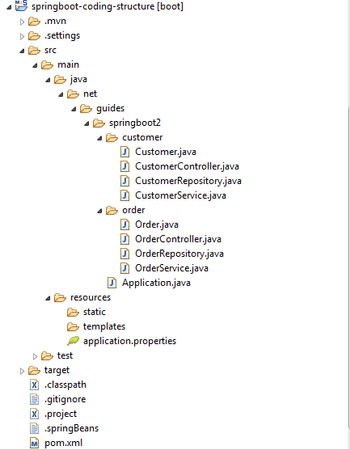 springboot-coding-structure [boot]
.mvn
.settings
src
main
java
net
guides
springboot2
customer
Customer.java
CustomerController.java
CustomerRepository.java
CustomerService.java
order
Order.java
OrderController.java
OrderRepository.java
OrderService.java
Application.java
resources
static
templates
application.properties
test
target
.classpath
.gitignore
.project
.springBeans
pom.xml